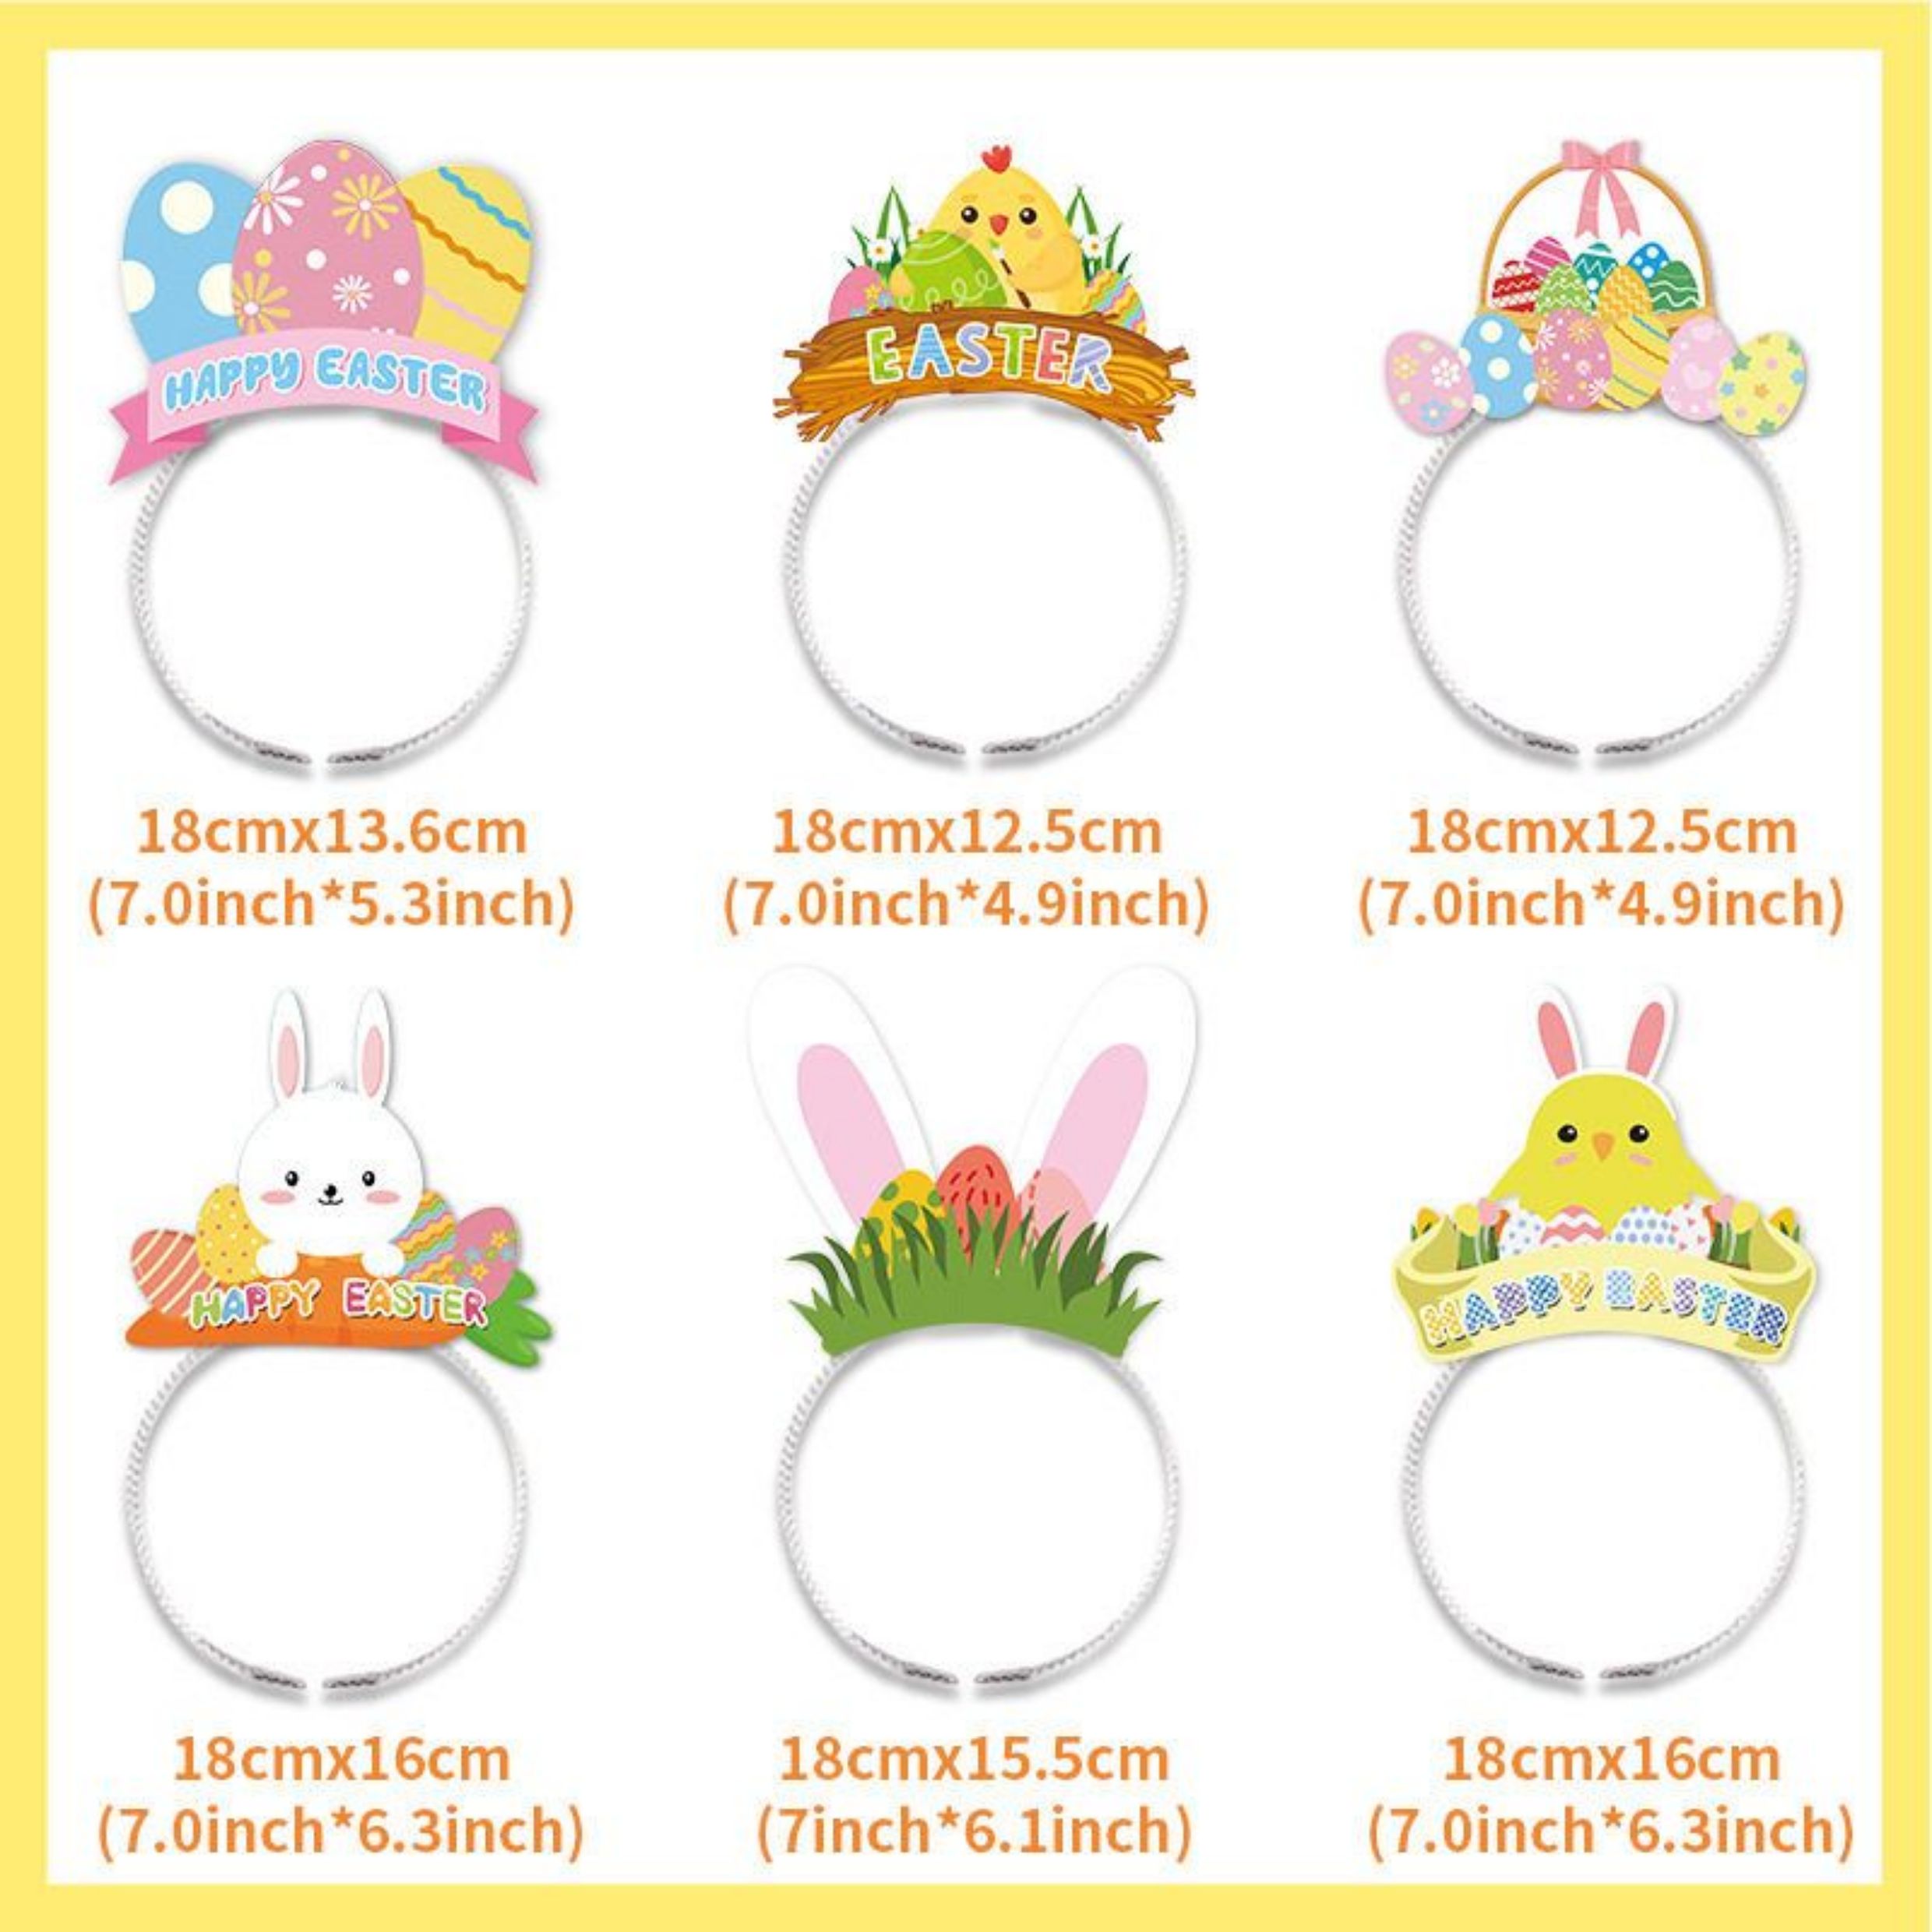 HAPPY EASTER
EASTER
18cmx13.6cm
(7.0inch*5.3inch)
18cmx12.5cm
(7.0inch*4.9inch)
18cmx12.5cm
(7.0inch*4.9inch)
HAPPY EASTER
HAPPY EASTER
18cmx16cm
(7.0inch*6.3inch)
18cmx15.5cm
(7inch*6.1inch)
18cmx16cm
(7.0inch*6.3inch)